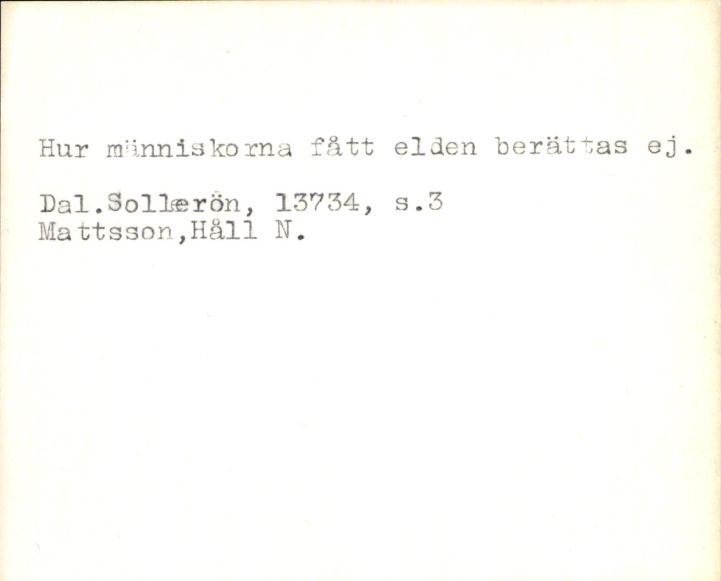 Hur människorna fått elden berättas ej.
Dal.Sollerön, 13734, s.3
Mattsson,Håll N.